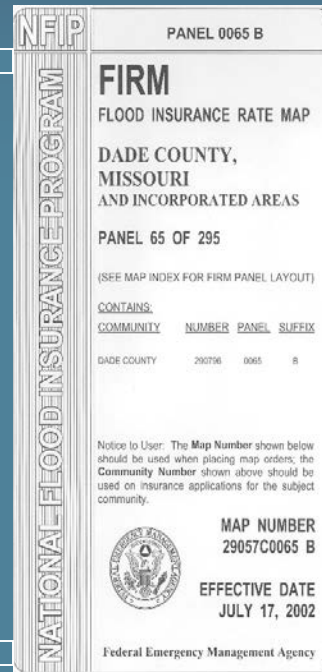 NFIP
NATIONAL FLOOD INSURANCE PROGRAM
PANEL 0065 B
FIRM
FLOOD INSURANCE RATE MAP
DADE COUNTY,
MISSOURI
AND INCORPORATED AREAS
PANEL 65 OF 295
(SEE MAP INDEX FOR FIRM PANEL LAYOUT)
CONTAINS:
COMMUNITY NUMBER PANEL SUFFIX
DADE COUNTY 290796 0065 B
Notice to User: The Map Number shown below
should be used when placing map orders; the
Community Number shown above should be
used on insurance applications for the subject
community.
FEDERAL EMERGENCY MANAGEMENT AGENCY
MAP NUMBER
29057C0065 B
EFFECTIVE DATE
JULY 17, 2002
Federal Emergency Management Agency